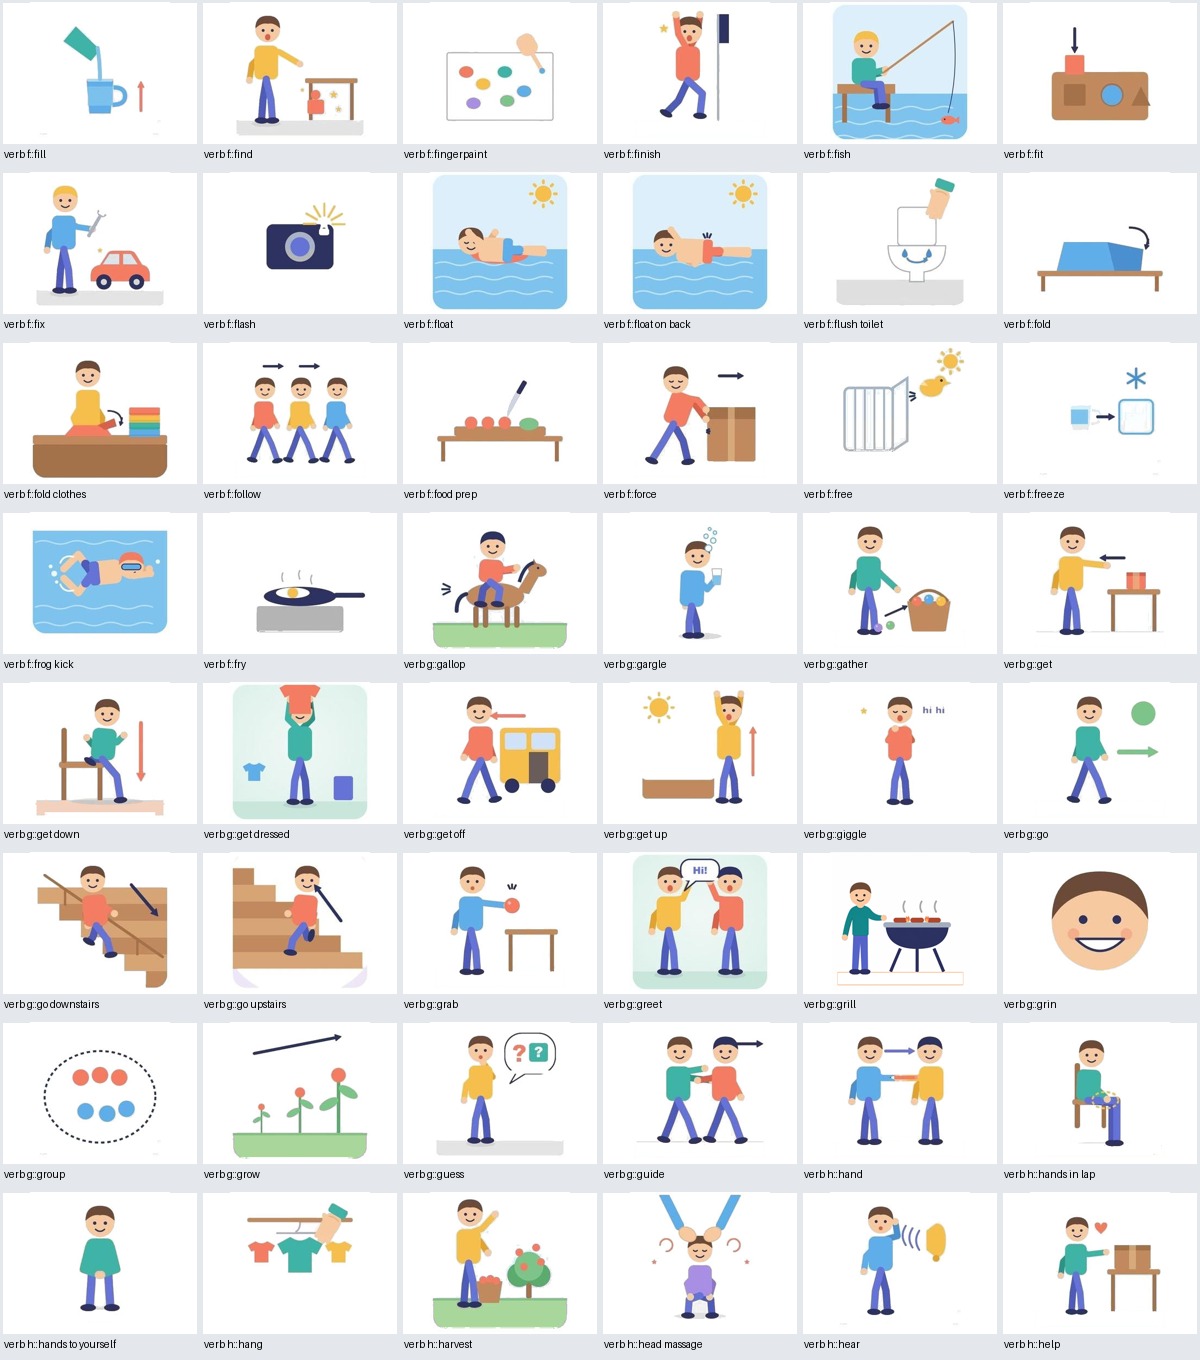 verb f::fill
verb f::find
verb f::fingerpaint
verb f::finish
verb f::fish
verb f::fit
verb f::fix
verb f::flash
verb f::float
verb f::float on back
verb f::flush toilet
verb f::fold
verb f::fold clothes
verb f::follow
verb f::food prep
verb f::force
verb f::free
verb f::freeze
verb f::frog kick
verb f::fry
verb g::gallop
verb g::gargle
verb g::gather
verb g::get
hi hi
verb g::get down
verb g::get dressed
verb g::get off
verb g::get up
verb g::giggle
verb g::go
Hi!
verb g::go downstairs
verb g::go upstairs
verb g::grab
verb g::greet
verb g::grill
verb g::grin
? ?
verb g::group
verb g::grow
verb g::guess
verb g::guide
verb h::hand
verb h::hands in lap
verb h::hands to yourself
verb h::hang
verb h::harvest
verb h::head massage
verb h::hear
verb h::help